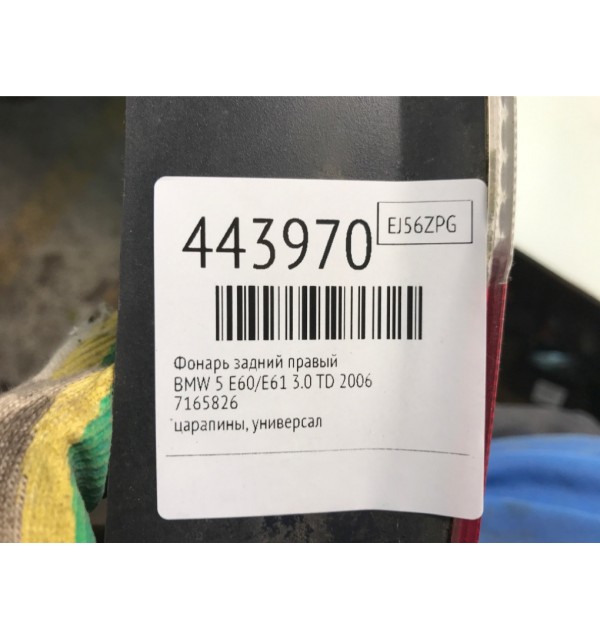 443970
EJ56ZPG
Фонарь задний правый
BMW 5 E60/E61 3.0 TD 2006
7165826
царапины, универсал